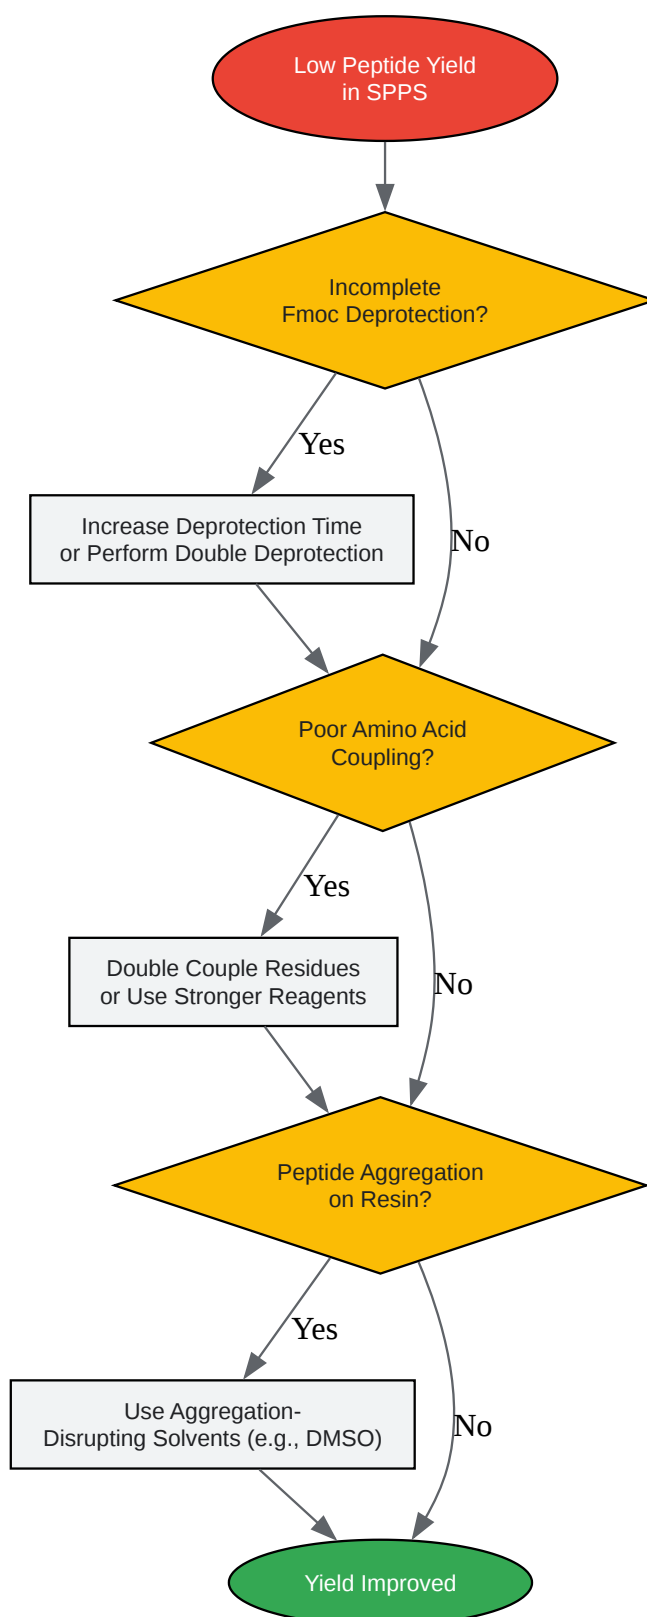 Low Peptide Yield
in SPPS
Incomplete
Fmoc Deprotection?
Yes
Increase Deprotection Time
or Perform Double Deprotection
No
Poor Amino Acid
Coupling?
Yes
Double Couple Residues
or Use Stronger Reagents
No
Peptide Aggregation
on Resin?
Yes
Use Aggregation-
Disrupting Solvents (e.g., DMSO)
No
Yield Improved